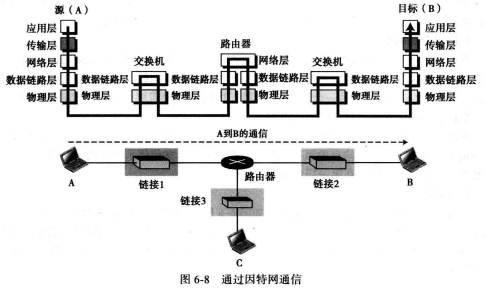 源（A）
目标（B）
应用层
传输层
网络层
数据链路层
物理层
交换机
数据链路层
物理层
路由器
网络层
数据链路层
物理层
交换机
数据链路层
物理层
应用层
传输层
网络层
数据链路层
物理层
A到B的通信
A
链接1
路由器
链接2
B
链接3
C
图 6-8 通过因特网通信